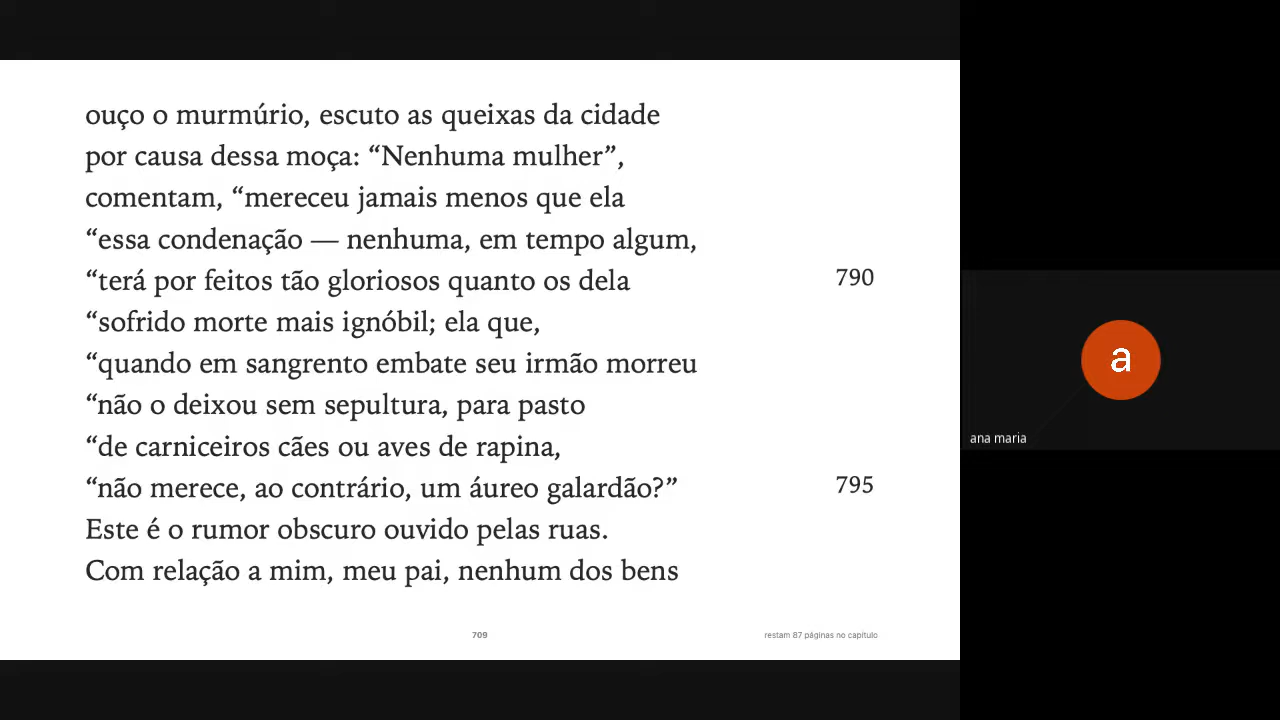 ouço o murmúrio, escuto as queixas da cidade
por causa dessa moça: “Nenhuma mulher”,
comentam, “mereceu jamais menos que ela
“essa condenação — nenhuma, em tempo algum,
“terá por feitos tão gloriosos quanto os dela
790
“sofrido morte mais ignóbil; ela que,
“quando em sangrento embate seu irmão morreu
“não o deixou sem sepultura, para pasto
“de carniceiros cães ou aves de rapina,
“não merece, ao contrário, um áureo galardão?”
795
Este é o rumor obscuro ouvido pelas ruas.
Com relação a mim, meu pai, nenhum dos bens
709
restam 87 páginas no capítulo
a
ana maria